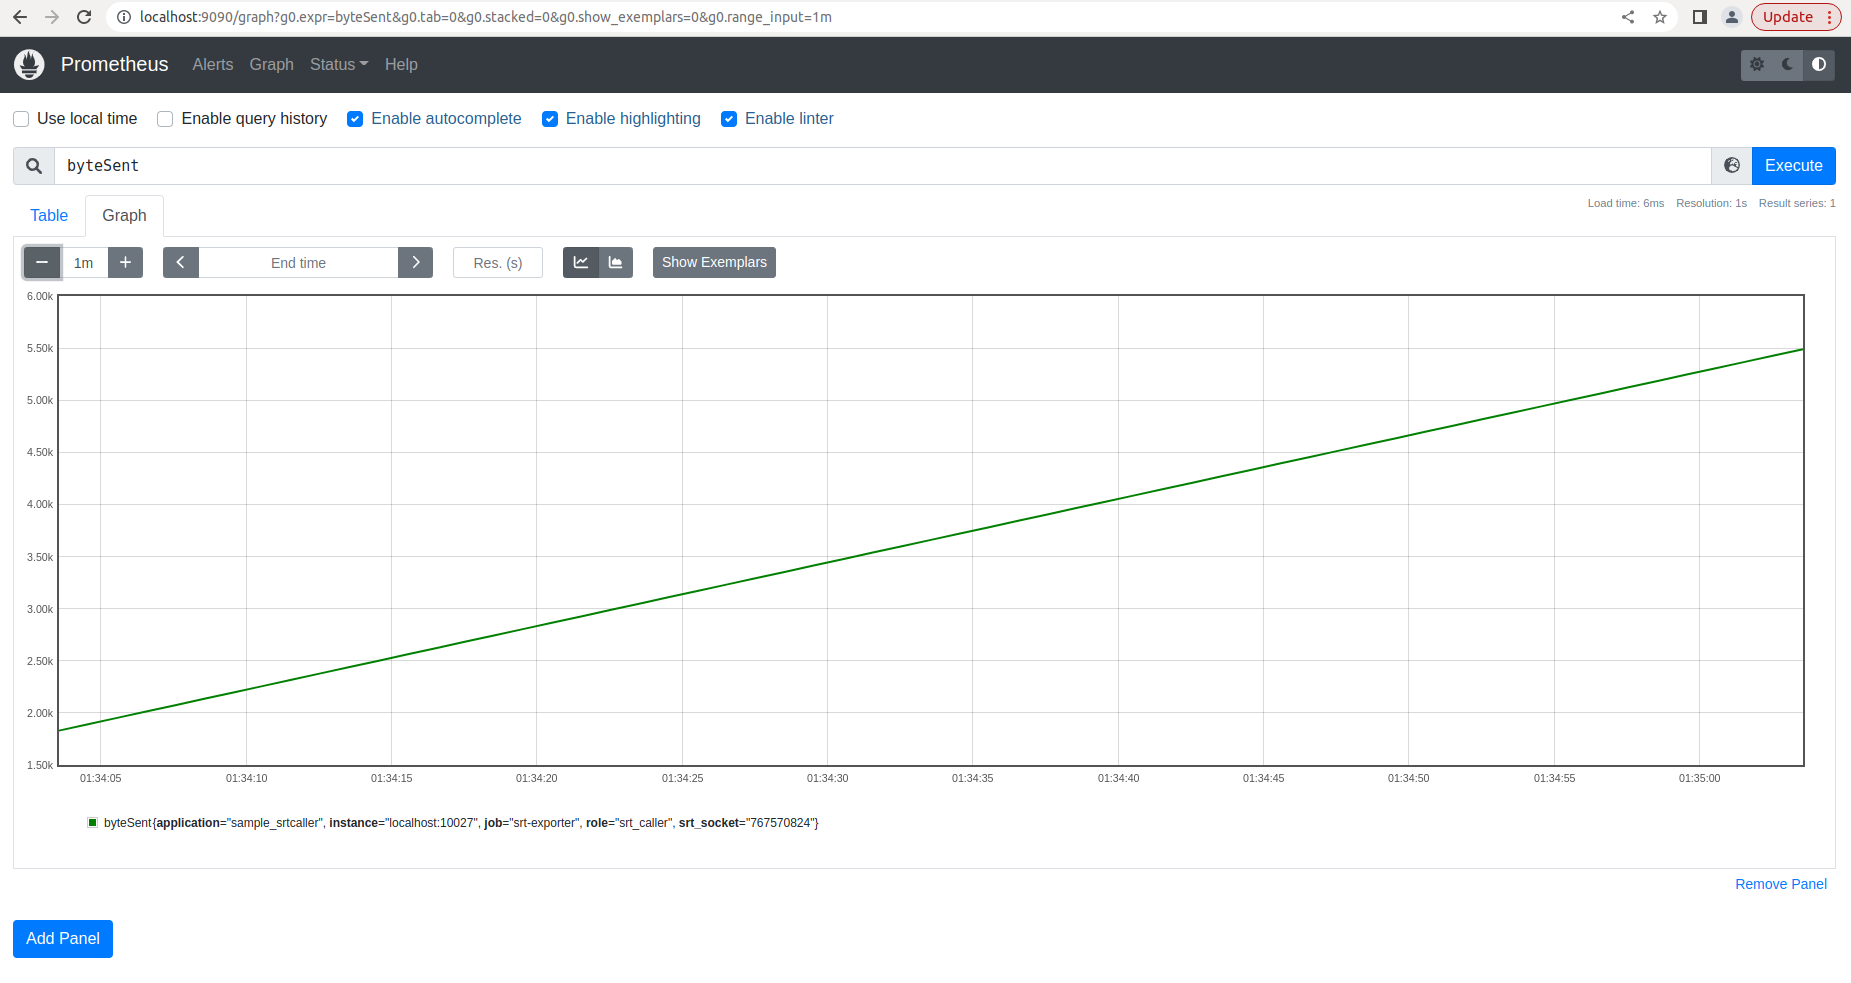 localhost:9090/graph?g0.expr=byteSent&g0.tab=0&g0.stacked=0&g0.show_exemplars=0&g0.range_input=1m
Update
Prometheus Alerts Graph Status Help
Use local time Enable query history Enable autocomplete Enable highlighting Enable linter
byteSent Execute
Table Graph Load time: 6ms Resolution: 1s Result series: 1
1m End time Res. (s) Show Exemplars
6.00k
5.50k
5.00k
4.50k
4.00k
3.50k
3.00k
2.50k
2.00k
1.50k
01:34:05 01:34:10 01:34:15 01:34:20 01:34:25 01:34:30 01:34:35 01:34:40 01:34:45 01:34:50 01:34:55 01:35:00
byteSent{application="sample_srtcaller", instance="localhost:10027", job="srt-exporter", role="srt_caller", srt_socket="767570824"}
Remove Panel
Add Panel